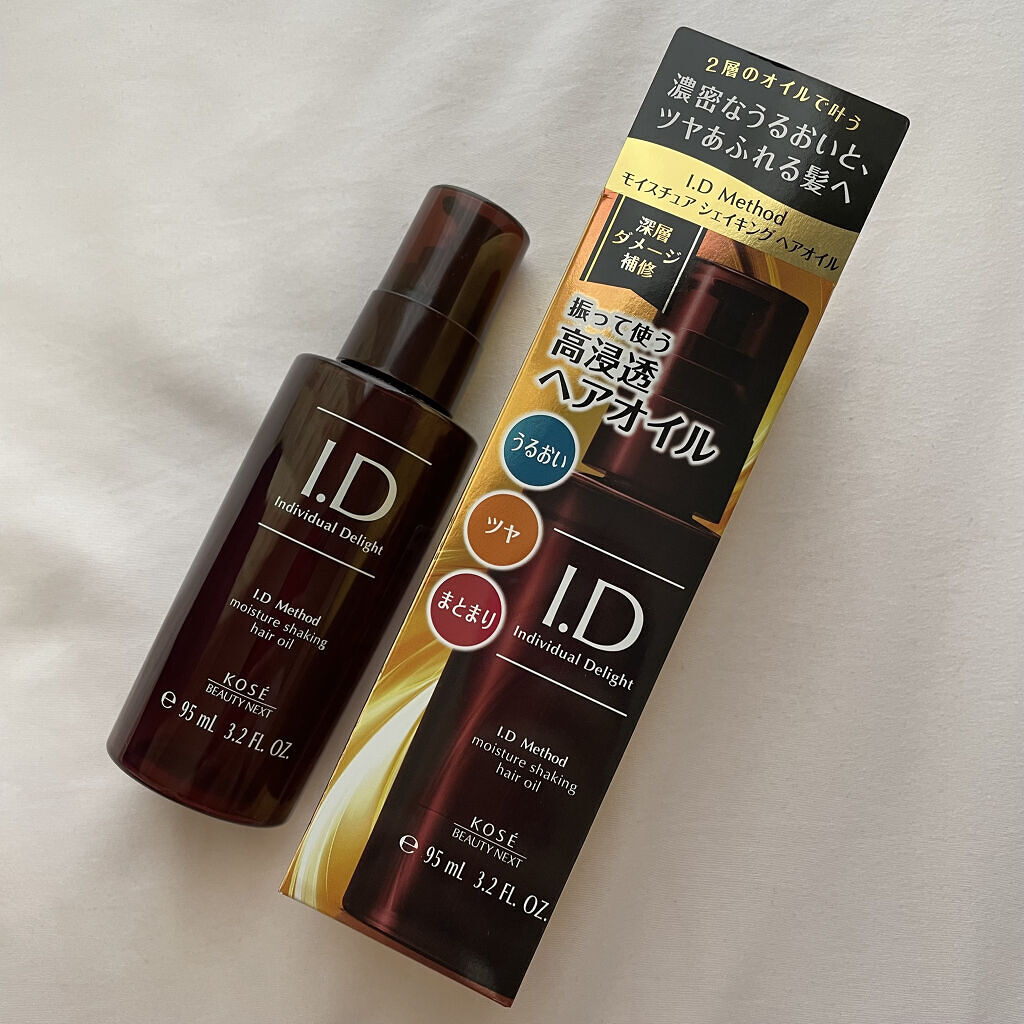 I.D
Individual Delight
I.D Method
moisture shaking
hair oil
KOSÉ
BEAUTY NEXT
℮ 95 mL 3.2 FL. OZ.
2層のオイルで叶う
濃密なうるおいと、
ツヤあふれる髪へ
I.D Method
モイスチュア シェイキング ヘアオイル
深層
ダメージ
補修
振って使う
高浸透
ヘアオイル
うるおい
ツヤ
まとまり
I.D
Individual Delight
I.D Method
moisture shaking
hair oil
KOSÉ
BEAUTY NEXT
℮ 95 mL 3.2 FL. OZ.